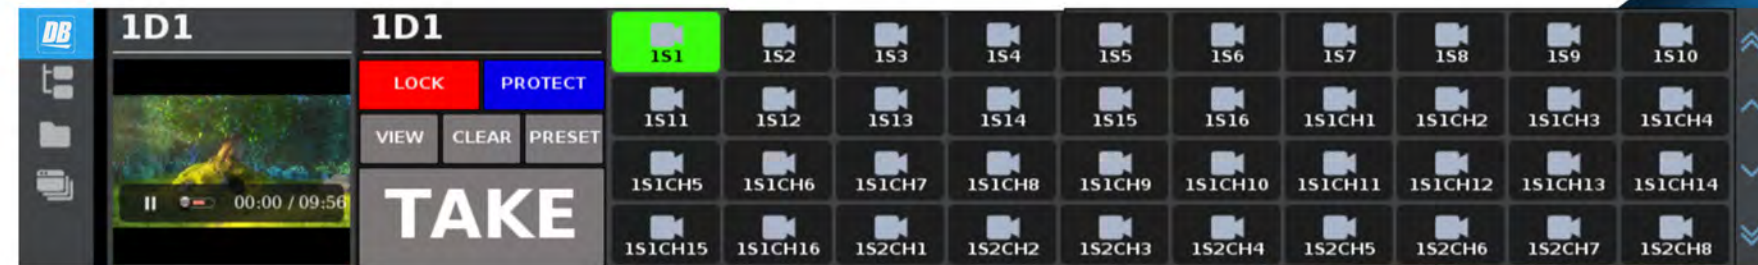 DB
1D1
1D1
LOCK PROTECT
VIEW CLEAR PRESET
TAKE
00:00 / 09:56
1S1 1S2 1S3 1S4 1S5 1S6 1S7 1S8 1S9 1S10
1S11 1S12 1S13 1S14 1S15 1S16 1S1CH1 1S1CH2 1S1CH3 1S1CH4
1S1CH5 1S1CH6 1S1CH7 1S1CH8 1S1CH9 1S1CH10 1S1CH11 1S1CH12 1S1CH13 1S1CH14
1S1CH15 1S1CH16 1S2CH1 1S2CH2 1S2CH3 1S2CH4 1S2CH5 1S2CH6 1S2CH7 1S2CH8